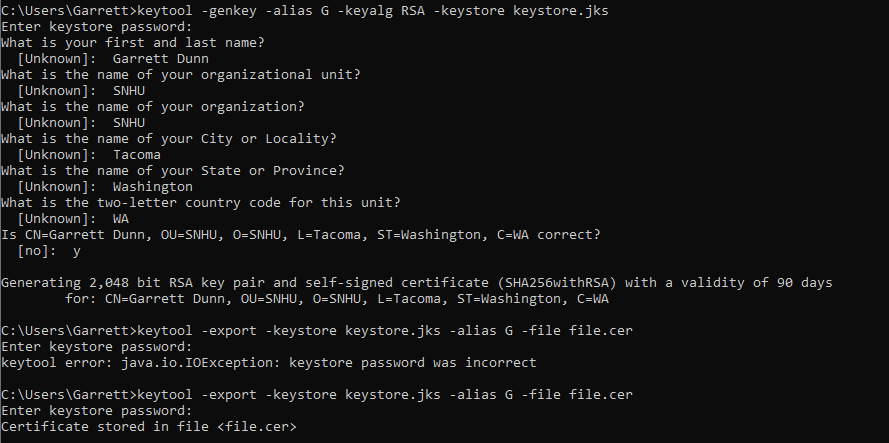 C:\Users\Garrett>keytool -genkey -alias G -keyalg RSA -keystore keystore.jks
Enter keystore password:
What is your first and last name?
  [Unknown]:  Garrett Dunn
What is the name of your organizational unit?
  [Unknown]:  SNHU
What is the name of your organization?
  [Unknown]:  SNHU
What is the name of your City or Locality?
  [Unknown]:  Tacoma
What is the name of your State or Province?
  [Unknown]:  Washington
What is the two-letter country code for this unit?
  [Unknown]:  WA
Is CN=Garrett Dunn, OU=SNHU, O=SNHU, L=Tacoma, ST=Washington, C=WA correct?
  [no]:  y
Generating 2,048 bit RSA key pair and self-signed certificate (SHA256withRSA) with a validity of 90 days
        for: CN=Garrett Dunn, OU=SNHU, O=SNHU, L=Tacoma, ST=Washington, C=WA
C:\Users\Garrett>keytool -export -keystore keystore.jks -alias G -file file.cer
Enter keystore password:
keytool error: java.io.IOException: keystore password was incorrect
C:\Users\Garrett>keytool -export -keystore keystore.jks -alias G -file file.cer
Enter keystore password:
Certificate stored in file <file.cer>